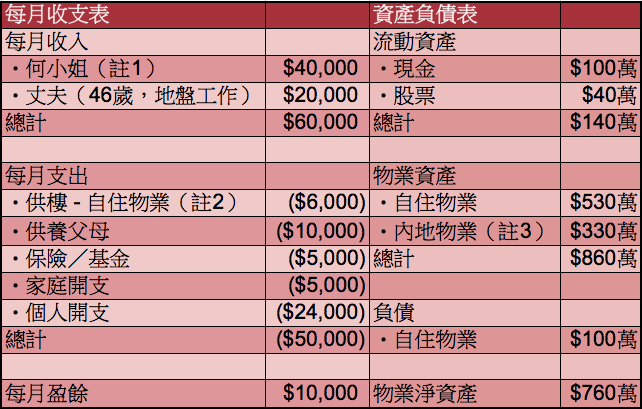 每月收支表 資產負債表
每月收入 流動資產
・何小姐（註1） $40,000 ・現金 $100萬
・丈夫（46歲，地盤工作） $20,000 ・股票 $40萬
總計 $60,000 總計 $140萬
每月支出 物業資產
・供樓 - 自住物業（註2） ($6,000) ・自住物業 $530萬
・供養父母 ($10,000) ・內地物業（註3） $330萬
・保險／基金 ($5,000) 總計 $860萬
・家庭開支 ($5,000)
・個人開支 ($24,000) 負債
總計 ($50,000) ・自住物業 $100萬
每月盈餘 $10,000 物業淨資產 $760萬